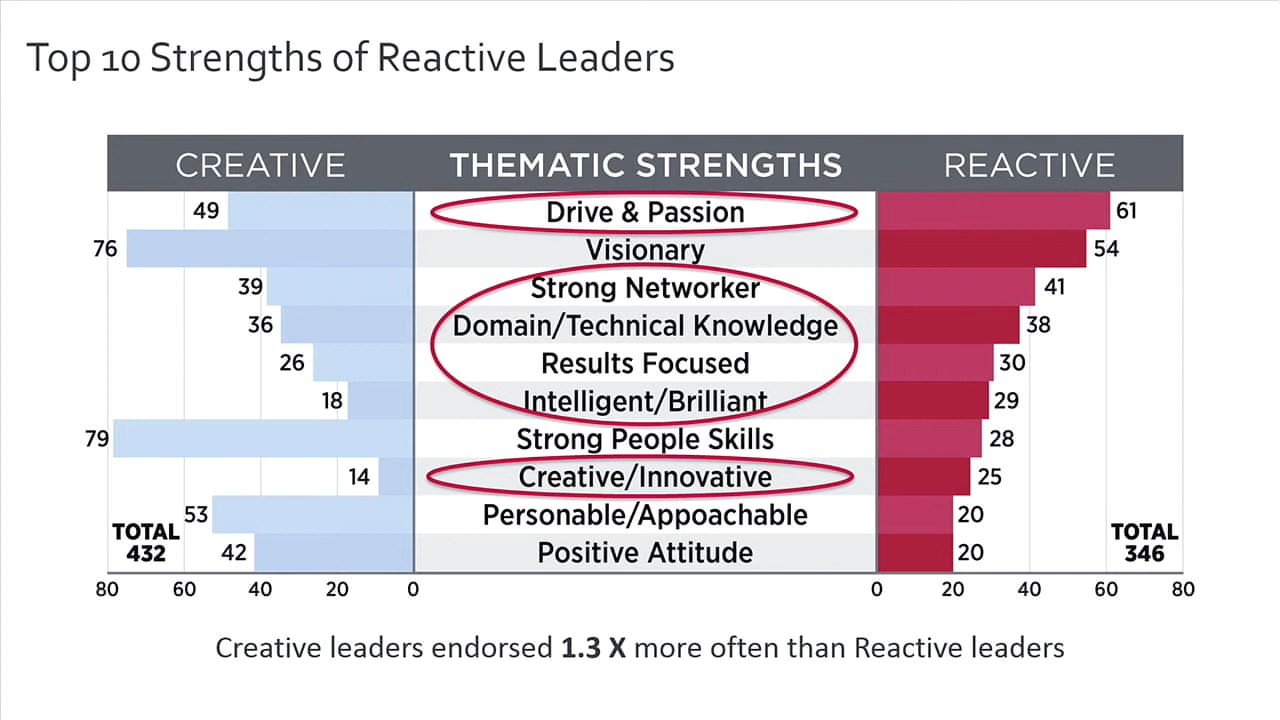 Top 10 Strengths of Reactive Leaders
CREATIVE THEMATIC STRENGTHS REACTIVE
49 Drive & Passion 61
76 Visionary 54
39 Strong Networker 41
36 Domain/Technical Knowledge 38
26 Results Focused 30
18 Intelligent/Brilliant 29
79 Strong People Skills 28
14 Creative/Innovative 25
53 Personable/Appoachable 20
TOTAL TOTAL
432 42 Positive Attitude 20 346
80 60 40 20 0 0 20 40 60 80
Creative leaders endorsed 1.3 X more often than Reactive leaders